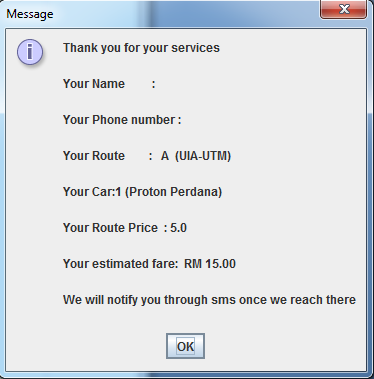 Message
Thank you for your services
Your Name :
Your Phone number :
Your Route : A (UIA-UTM)
Your Car:1 (Proton Perdana)
Your Route Price : 5.0
Your estimated fare: RM 15.00
We will notify you through sms once we reach there
OK